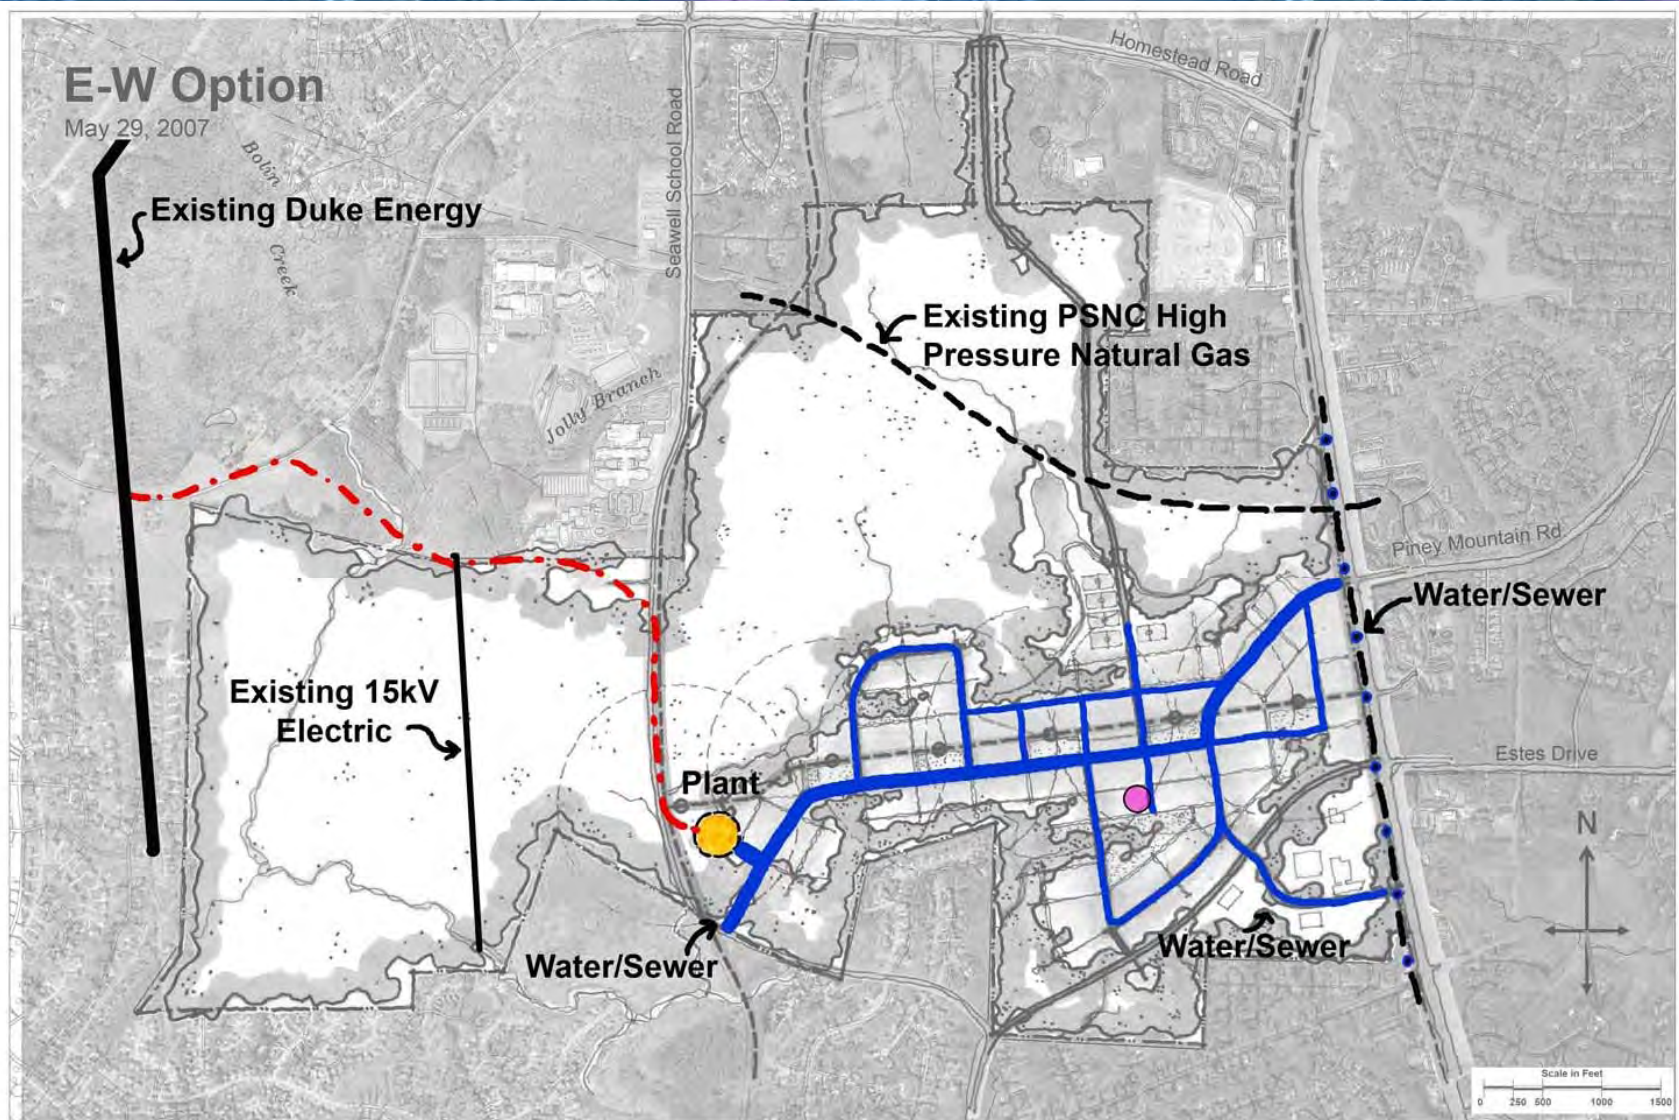 E-W Option
May 29, 2007
Homestead Road
Seawell School Road
Bolin
Creek
Existing Duke Energy
Existing PSNC High
Pressure Natural Gas
Jolly Branch
Piney Mountain Rd.
Water/Sewer
Existing 15kV
Electric
Plant
Estes Drive
N
Water/Sewer
Water/Sewer
Scale in Feet
0 250 500 1000 1500